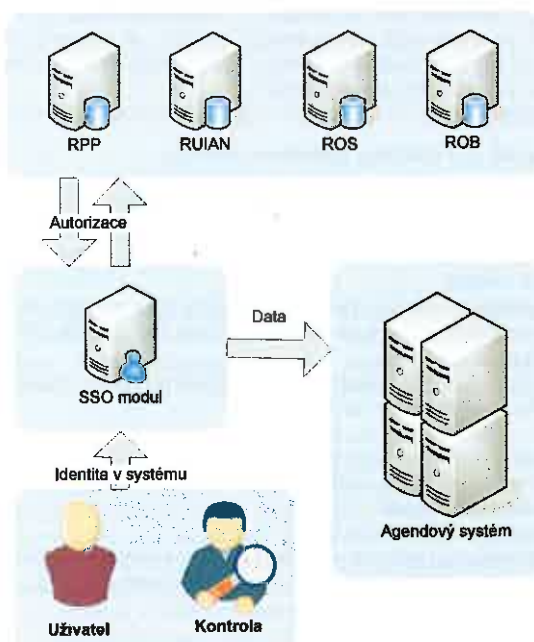 RPP
RUIAN
ROS
ROB
Autorizace
SSO modul
Data
Identita v systému
Agendový systém
Uživatel
Kontrola